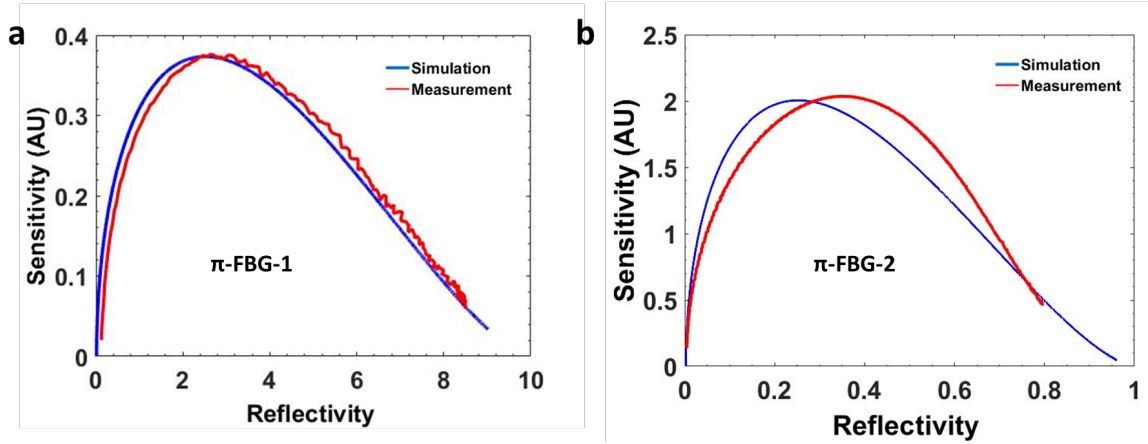 a
0.4
0.3
0.2
0.1
0
Sensitivity (AU)
Simulation
Measurement
π-FBG-1
0 2 4 6 8 10
Reflectivity
b
2.5
2
1.5
1
0.5
0
Sensitivity (AU)
Simulation
Measurement
π-FBG-2
0 0.2 0.4 0.6 0.8 1
Reflectivity